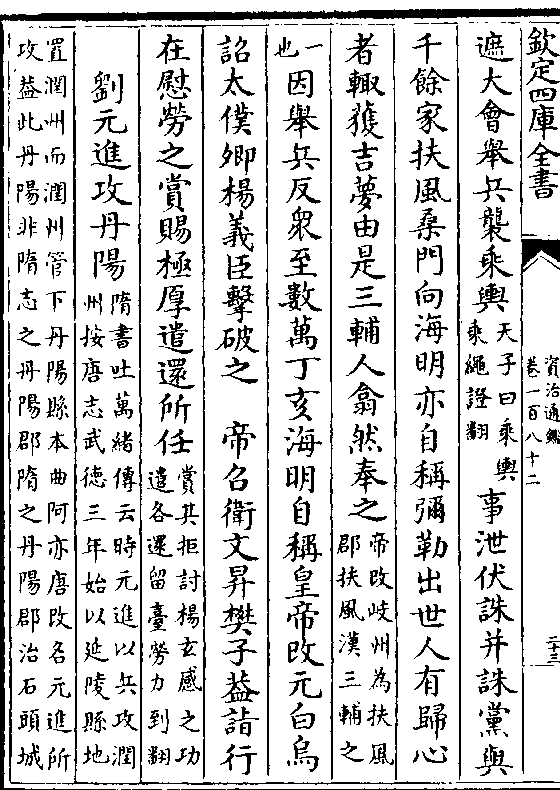 欽定四庫全書
資治通鑑
卷一百八十二
二十三
遮大會舉兵襲乘輿天子曰乘輿乘繩證翻事泄伏誅并誅黨與
千餘家扶風桑門向海明亦自稱彌勒出世人有歸心
者輙獲吉夢由是三輔人翕然奉之帝改岐州為扶風郡扶風漢三輔之
一也因舉兵反衆至數萬丁亥海明自稱皇帝改元白烏
詔太僕卿楊義臣擊破之 帝召衛文昇樊子葢詣行
在慰勞之賞賜極厚遣還所任賞其拒討楊玄感之功遣各還留臺勞力到翻
劉元進攻丹陽隋書吐萬緒傳云時元進以兵攻潤州按唐志武德三年始以延陵縣地
置潤州而潤州管下丹陽縣本曲阿亦唐改名元進所攻葢此丹陽非隋志之丹陽郡隋之丹陽郡治石頭城